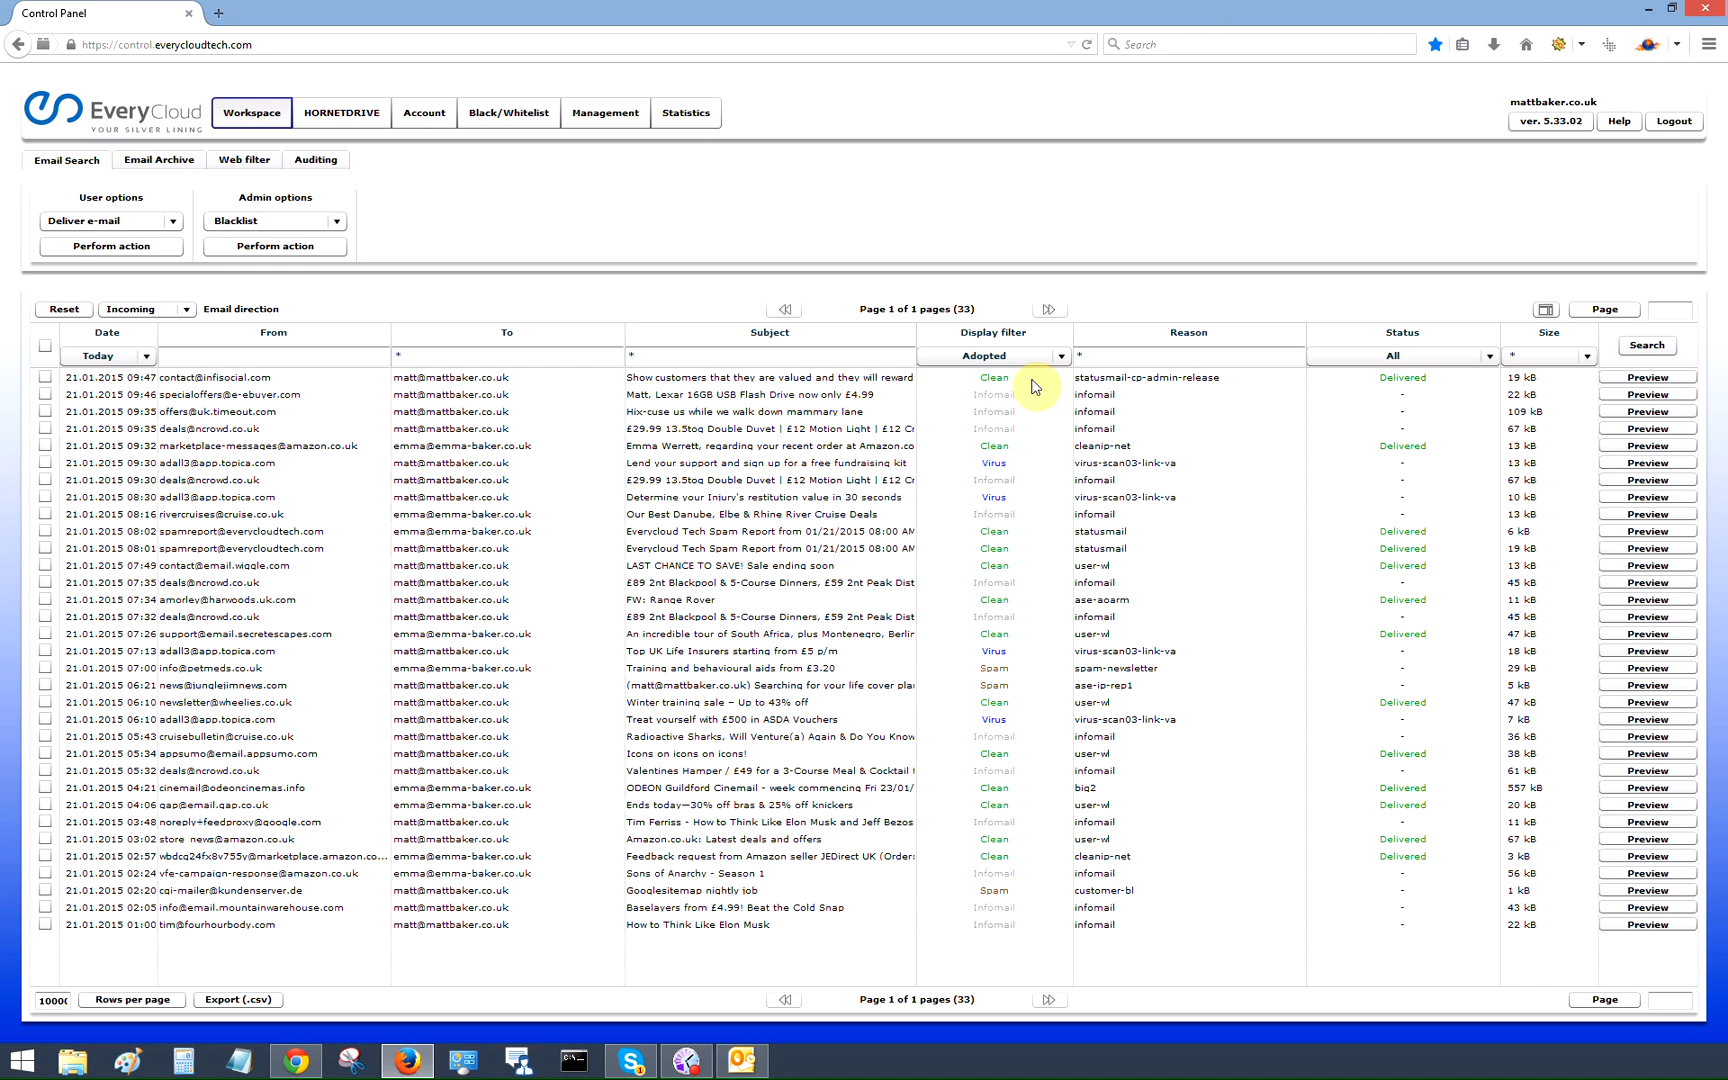 Control Panel
https://control.everycloudtech.com
Search
EveryCloud
YOUR SILVER LINING
Workspace HORNETDRIVE Account Black/Whitelist Management Statistics
mattbaker.co.uk
ver. 5.33.02 Help Logout
Email Search Email Archive Web filter Auditing
User options Admin options
Deliver e-mail Blacklist
Perform action Perform action
Reset Incoming Email direction Page 1 of 1 pages (33) Page
Date From To Subject Display filter Reason Status Size
Today * * Adopted * All * Search
21.01.2015 09:47 contact@infisocial.com matt@mattbaker.co.uk Show customers that they are valued and they will reward Clean statusmail-cp-admin-release Delivered 19 kB Preview
21.01.2015 09:46 specialoffers@e-ebuyer.com matt@mattbaker.co.uk Matt, Lexar 16GB USB Flash Drive now only £4.99 Infomail infomail - 22 kB Preview
21.01.2015 09:35 offers@uk.timeout.com matt@mattbaker.co.uk Hix-cuse us while we walk down mammary lane Infomail infomail - 109 kB Preview
21.01.2015 09:35 deals@ncrowd.co.uk matt@mattbaker.co.uk £29.99 13.5tog Double Duvet | £12 Motion Light | £12 Cr Infomail infomail - 67 kB Preview
21.01.2015 09:32 marketplace-messages@amazon.co.uk emma@emma-baker.co.uk Emma Werrett, regarding your recent order at Amazon.co Clean cleanip-net Delivered 13 kB Preview
21.01.2015 09:30 adall3@app.topica.com matt@mattbaker.co.uk Lend your support and sign up for a free fundraising kit Virus virus-scan03-link-va - 13 kB Preview
21.01.2015 09:30 deals@ncrowd.co.uk matt@mattbaker.co.uk £29.99 13.5tog Double Duvet | £12 Motion Light | £12 Cr Infomail infomail - 67 kB Preview
21.01.2015 08:30 adall3@app.topica.com matt@mattbaker.co.uk Determine your Injury's restitution value in 30 seconds Virus virus-scan03-link-va - 10 kB Preview
21.01.2015 08:16 rivercruises@cruise.co.uk emma@emma-baker.co.uk Our Best Danube, Elbe & Rhine River Cruise Deals Infomail infomail - 13 kB Preview
21.01.2015 08:02 spamreport@everycloudtech.com emma@emma-baker.co.uk Everycloud Tech Spam Report from 01/21/2015 08:00 AM Clean statusmail Delivered 6 kB Preview
21.01.2015 08:01 spamreport@everycloudtech.com matt@mattbaker.co.uk Everycloud Tech Spam Report from 01/21/2015 08:00 AM Clean statusmail Delivered 19 kB Preview
21.01.2015 07:49 contact@email.wiggle.com matt@mattbaker.co.uk LAST CHANCE TO SAVE! Sale ending soon Clean user-wl Delivered 13 kB Preview
21.01.2015 07:35 deals@ncrowd.co.uk matt@mattbaker.co.uk £89 2nt Blackpool & 5-Course Dinners, £59 2nt Peak Dist Infomail infomail - 45 kB Preview
21.01.2015 07:34 amorley@harwoods.uk.com matt@mattbaker.co.uk FW: Range Rover Clean ase-aoarm Delivered 11 kB Preview
21.01.2015 07:32 deals@ncrowd.co.uk matt@mattbaker.co.uk £89 2nt Blackpool & 5-Course Dinners, £59 2nt Peak Dist Infomail infomail - 45 kB Preview
21.01.2015 07:26 support@email.secretescapes.com emma@emma-baker.co.uk An incredible tour of South Africa, plus Montenegro, Berlin Clean user-wl Delivered 47 kB Preview
21.01.2015 07:13 adall3@app.topica.com matt@mattbaker.co.uk Top UK Life Insurers starting from £5 p/m Virus virus-scan03-link-va - 18 kB Preview
21.01.2015 07:00 info@petmeds.co.uk emma@emma-baker.co.uk Training and behavioural aids from £3.20 Spam spam-newsletter - 29 kB Preview
21.01.2015 06:21 news@junglejimnews.com matt@mattbaker.co.uk (matt@mattbaker.co.uk) Searching for your life cover pla Spam ase-ip-rep1 - 5 kB Preview
21.01.2015 06:10 newsletter@wheelies.co.uk matt@mattbaker.co.uk Winter training sale – Up to 43% off Clean user-wl Delivered 47 kB Preview
21.01.2015 06:10 adall3@app.topica.com matt@mattbaker.co.uk Treat yourself with £500 in ASDA Vouchers Virus virus-scan03-link-va - 7 kB Preview
21.01.2015 05:43 cruisebulletin@cruise.co.uk matt@mattbaker.co.uk Radioactive Sharks, Will Venture(a) Again & Do You Know Infomail infomail - 36 kB Preview
21.01.2015 05:34 appsumo@email.appsumo.com matt@mattbaker.co.uk Icons on icons on icons! Clean user-wl Delivered 38 kB Preview
21.01.2015 05:32 deals@ncrowd.co.uk matt@mattbaker.co.uk Valentines Hamper / £49 for a 3-Course Meal & Cocktail Infomail infomail - 61 kB Preview
21.01.2015 04:21 cinemail@odeoncinemas.info emma@emma-baker.co.uk ODEON Guildford Cinemail - week commencing Fri 23/01/ Clean big2 Delivered 557 kB Preview
21.01.2015 04:06 gap@email.gap.co.uk emma@emma-baker.co.uk Ends today—30% off bras & 25% off knickers Clean user-wl Delivered 20 kB Preview
21.01.2015 03:48 noreply+feedproxy@google.com matt@mattbaker.co.uk Tim Ferriss - How to Think Like Elon Musk and Jeff Bezos Infomail infomail - 11 kB Preview
21.01.2015 03:02 store_news@amazon.co.uk matt@mattbaker.co.uk Amazon.co.uk: Latest deals and offers Clean user-wl Delivered 67 kB Preview
21.01.2015 02:57 wbdcq24fx8v755y@marketplace.amazon.co... emma@emma-baker.co.uk Feedback request from Amazon seller JEDirect UK (Order: Clean cleanip-net Delivered 3 kB Preview
21.01.2015 02:24 vfe-campaign-response@amazon.co.uk emma@emma-baker.co.uk Sons of Anarchy - Season 1 Infomail infomail - 56 kB Preview
21.01.2015 02:20 cgi-mailer@kundenserver.de matt@mattbaker.co.uk Googlesitemap nightly job Spam customer-bl - 1 kB Preview
21.01.2015 02:05 info@email.mountainwarehouse.com matt@mattbaker.co.uk Baselayers from £4.99! Beat the Cold Snap Infomail infomail - 43 kB Preview
21.01.2015 01:00 tim@fourhourbody.com matt@mattbaker.co.uk How to Think Like Elon Musk Infomail infomail - 22 kB Preview
1000 Rows per page Export (.csv) Page 1 of 1 pages (33) Page